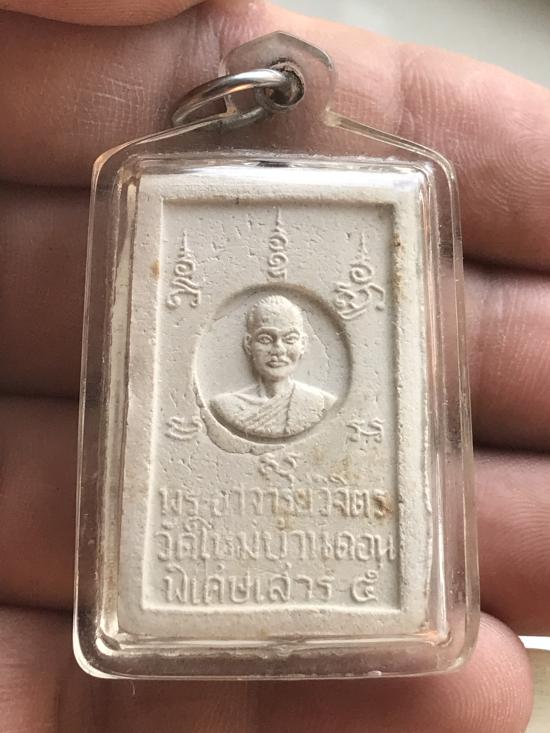 พระอาจารย์วิจิตร
วัดใหม่บ้านดอน
พิเศษเสาร์ ๕